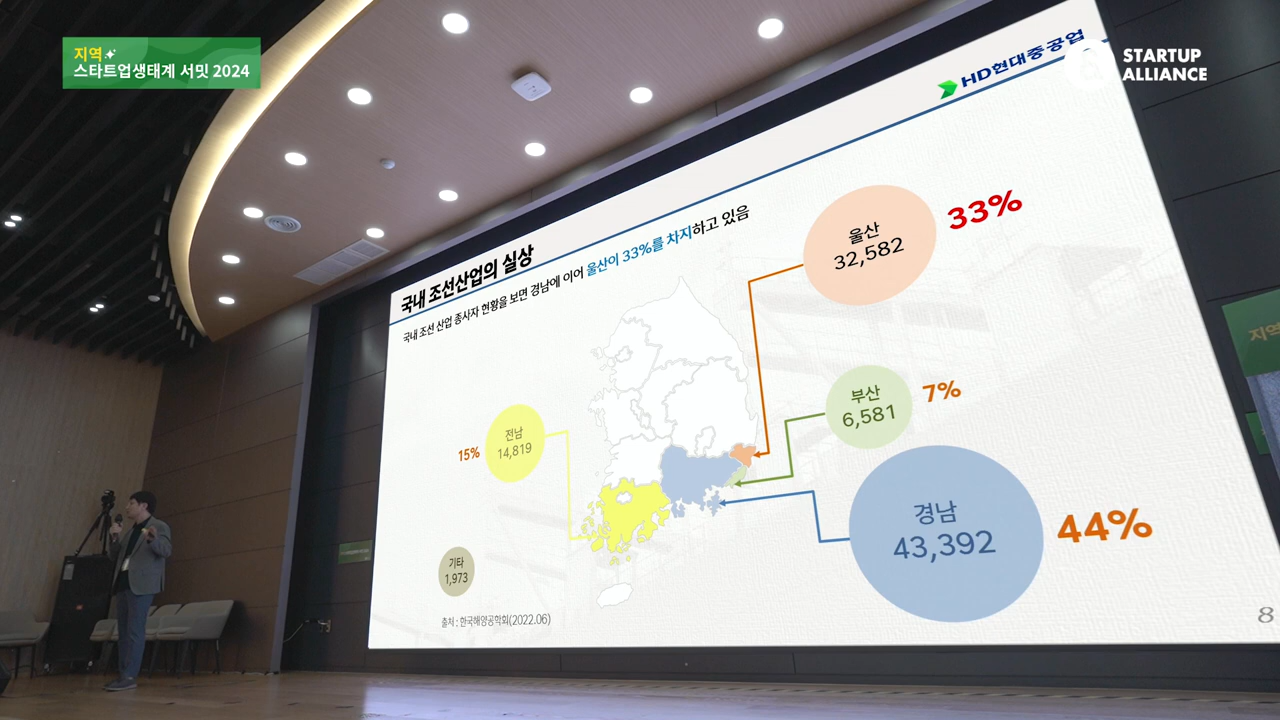 지역
스타트업생태계 서밋 2024
STARTUP
ALLIANCE
HD현대중공업
국내 조선산업의 실상
국내 조선 산업 종사자 현황을 보면 경남에 이어 울산이 33%를 차지하고 있음
울산
32,582
33%
부산
6,581
7%
전남
14,819
15%
경남
43,392
44%
기타
1,973
출처 : 한국해양공학회(2022.06)
8
지역